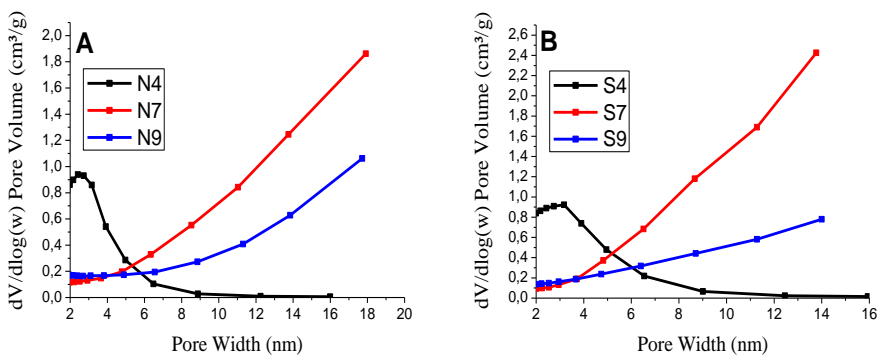 A
N4
N7
N9
dV/dlog(w) Pore Volume (cm³/g)
2,0
1,8
1,6
1,4
1,2
1,0
0,8
0,6
0,4
0,2
0,0
2 4 6 8 10 12 14 16 18 20
Pore Width (nm)
B
S4
S7
S9
dV/dlog(w) Pore Volume (cm³/g)
2,6
2,4
2,2
2,0
1,8
1,6
1,4
1,2
1,0
0,8
0,6
0,4
0,2
0,0
2 4 6 8 10 12 14 16
Pore Width (nm)